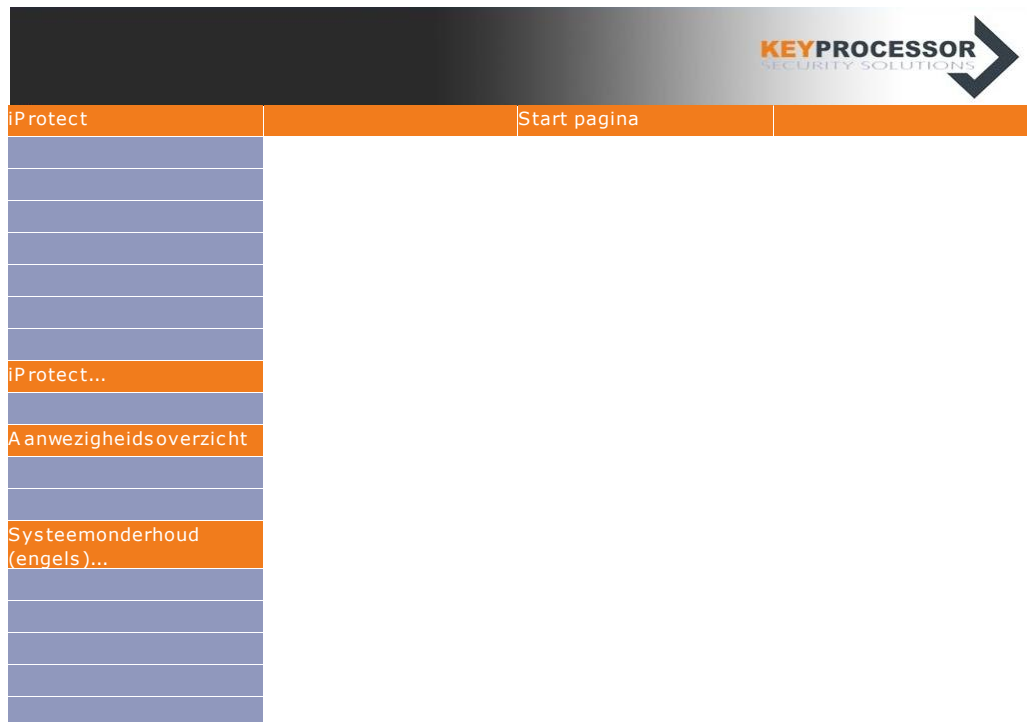 KEYPROCESSOR
SECURITY SOLUTIONS
iProtect
Start pagina
iProtect...
Aanwezigheidsoverzicht
Systeemonderhoud
(engels)...